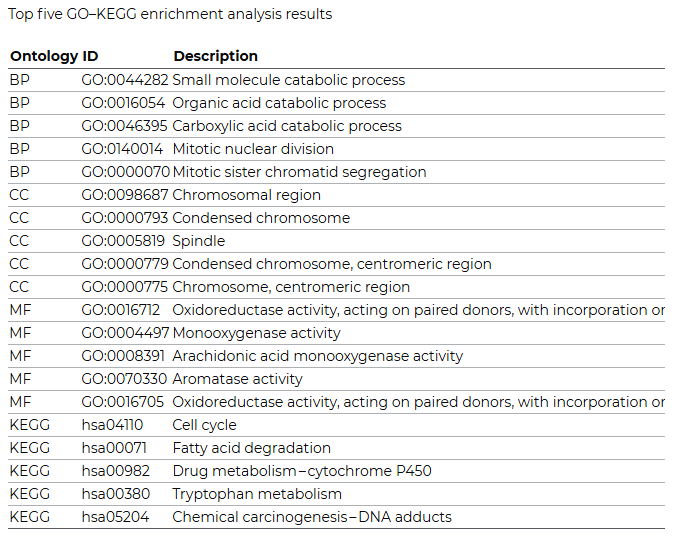 Top five GO–KEGG enrichment analysis results
Ontology ID Description
BP GO:0044282 Small molecule catabolic process
BP GO:0016054 Organic acid catabolic process
BP GO:0046395 Carboxylic acid catabolic process
BP GO:0140014 Mitotic nuclear division
BP GO:0000070 Mitotic sister chromatid segregation
CC GO:0098687 Chromosomal region
CC GO:0000793 Condensed chromosome
CC GO:0005819 Spindle
CC GO:0000779 Condensed chromosome, centromeric region
CC GO:0000775 Chromosome, centromeric region
MF GO:0016712 Oxidoreductase activity, acting on paired donors, with incorporation or
MF GO:0004497 Monooxygenase activity
MF GO:0008391 Arachidonic acid monooxygenase activity
MF GO:0070330 Aromatase activity
MF GO:0016705 Oxidoreductase activity, acting on paired donors, with incorporation or
KEGG hsa04110 Cell cycle
KEGG hsa00071 Fatty acid degradation
KEGG hsa00982 Drug metabolism–cytochrome P450
KEGG hsa00380 Tryptophan metabolism
KEGG hsa05204 Chemical carcinogenesis–DNA adducts